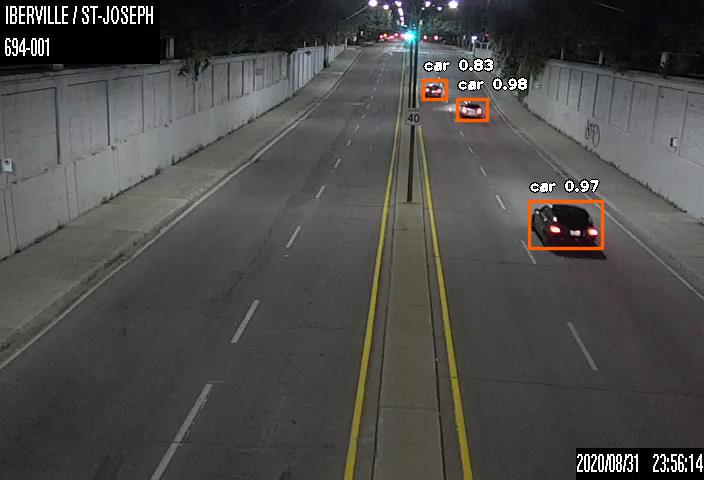 IBERVILLE / ST-JOSEPH
694-001
car 0.83
car 0.98
40
car 0.97
2020/08/31 23:56:14